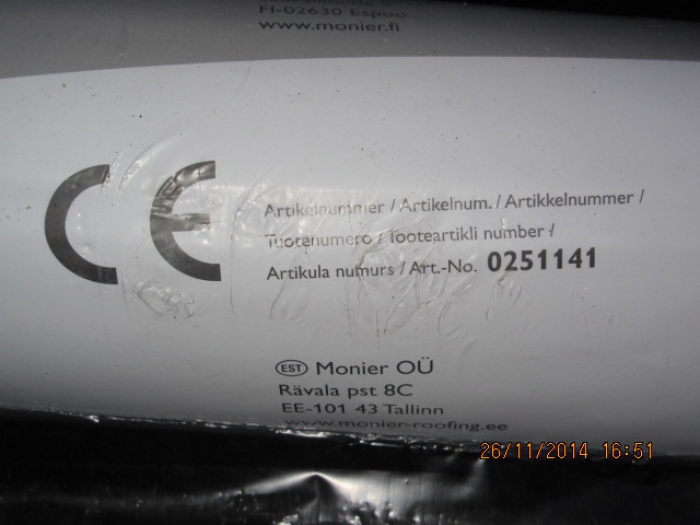 FI-02630 Espoo
www.monier.fi
CE
Artikelnummer / Artikelnum. / Artikkelnummer /
Tuotenumero / Tooteartikli number /
Artikula numurs / Art.-No. 0251141
EST Monier OÜ
Rävala pst 8C
EE-101 43 Tallinn
www.monier-roofing.ee
26/11/2014 16:51